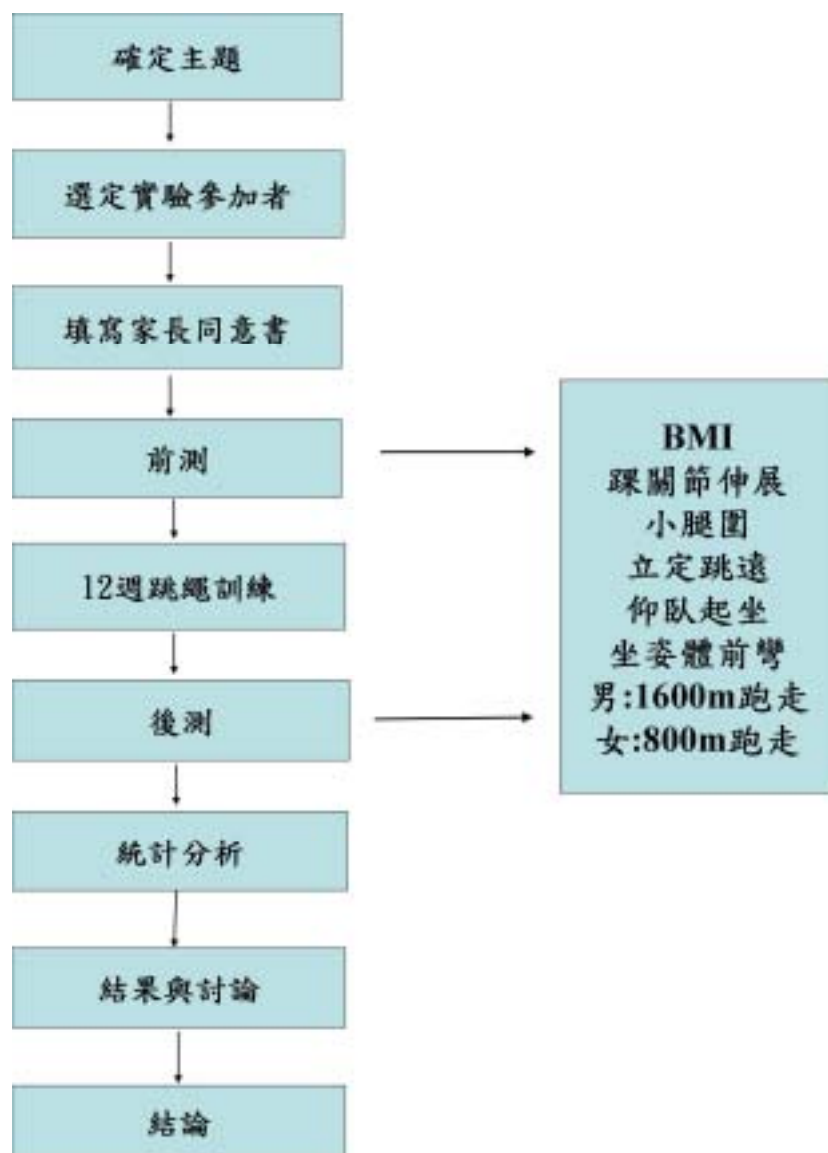 確定主題
選定實驗參加者
填寫家長同意書
前測
12週跳繩訓練
後測
統計分析
結果與討論
結論
BMI
踝關節伸展
小腿圍
立定跳遠
仰臥起坐
坐姿體前彎
男:1600m跑走
女:800m跑走